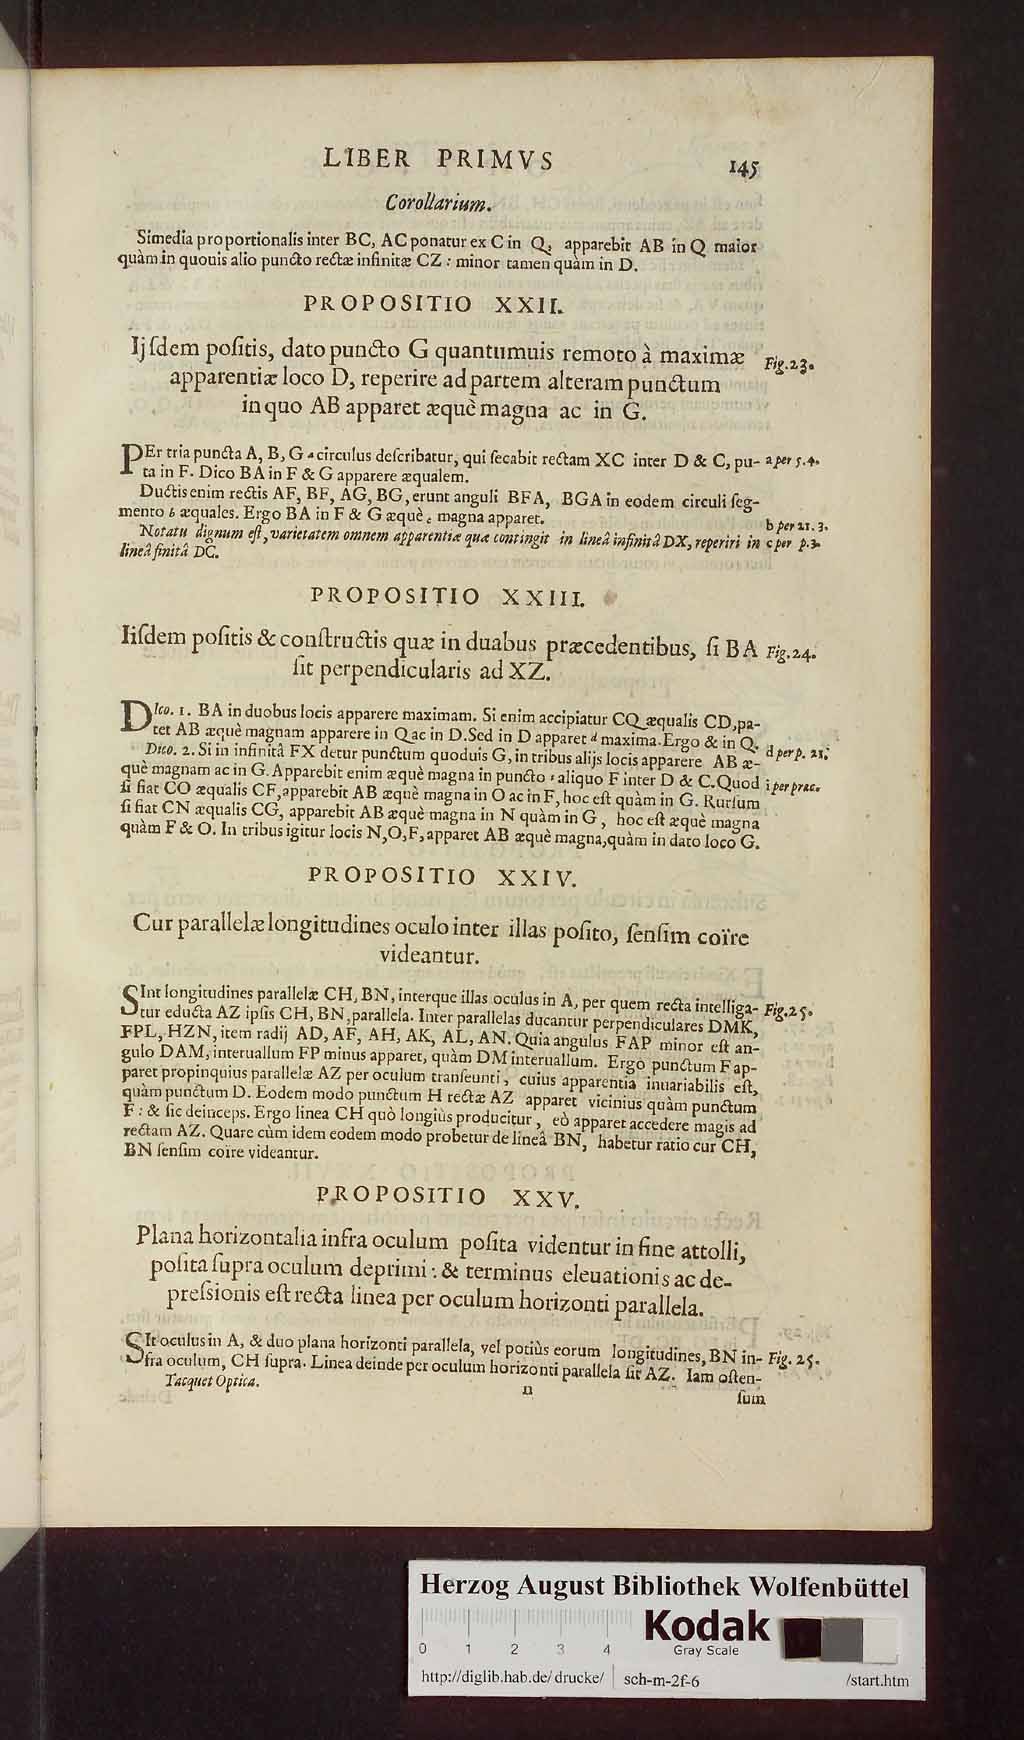 LIBER PRIMVS 145
Corollarium.
Si media proportionalis inter BC, AC ponatur ex C in Q, apparebit AB in Q maior
quàm in quouis alio puncto rectæ infinitæ CZ : minor tamen quàm in D.
PROPOSITIO XXII.
Ijſdem poſitis, dato puncto G quantumuis remoto à maximæ Fig.23.
apparentiæ loco D, reperire ad partem alteram punctum
in quo AB apparet æquè magna ac in G.
PEr tria puncta A, B, G a circulus deſcribatur, qui ſecabit rectam XC inter D & C, pu- a per 5.4.
ta in F. Dico BA in F & G apparere æqualem.
Ductis enim rectis AF, BF, AG, BG, erunt anguli BFA, BGA in eodem circuli ſeg-
mento b æquales. Ergo BA in F & G æquè c magna apparet. b per 21. 3.
Notatu dignum eſt, varietatem omnem apparentiæ quæ contingit in lineâ infinitâ DX, reperiri in c per p.3.
lineâ finitâ DC.
PROPOSITIO XXIII.
Iiſdem poſitis & conſtructis quæ in duabus præcedentibus, ſi BA Fig.24.
ſit perpendicularis ad XZ.
DIco. 1. BA in duobus locis apparere maximam. Si enim accipiatur CQ æqualis CD, pa-
tet AB æquè magnam apparere in Q ac in D. Sed in D apparet d maxima. Ergo & in Q.
Dico. 2. Si in infinitâ FX detur punctum quoduis G, in tribus alijs locis apparere AB æ- d per p. 21.
què magnam ac in G. Apparebit enim æquè magna in puncto i aliquo F inter D & C. Quod i per præc.
ſi fiat CO æqualis CF, apparebit AB æquè magna in O ac in F, hoc eſt quàm in G. Rurſum
ſi fiat CN æqualis CG, apparebit AB æquè magna in N quàm in G, hoc eſt æquè magna
quàm F & O. In tribus igitur locis N, O, F, apparet AB æquè magna, quàm in dato loco G.
PROPOSITIO XXIV.
Cur parallelæ longitudines oculo inter illas poſito, ſenſim coïre
videantur.
SInt longitudines parallelæ CH, BN, interque illas oculus in A, per quem recta intelliga- Fig.25.
tur educta AZ ipſis CH, BN, parallela. Inter parallelas ducantur perpendiculares DMK,
FPL, HZN, item radij AD, AF, AH, AK, AL, AN. Quia angulus FAP minor eſt an-
gulo DAM, interuallum FP minus apparet, quàm DM interuallum. Ergo punctum F ap-
paret propinquius parallelæ AZ per oculum tranſeunti, cuius apparentia inuariabilis eſt,
quàm punctum D. Eodem modo punctum H rectæ AZ apparet vicinius quàm punctum
F : & ſic deinceps. Ergo linea CH quò longiùs producitur, eò apparet accedere magis ad
rectam AZ. Quare cùm idem eodem modo probetur de lineâ BN, habetur ratio cur CH,
BN ſenſim coïre videantur.
PROPOSITIO XXV.
Plana horizontalia infra oculum poſita videntur in fine attolli,
poſita ſupra oculum deprimi : & terminus eleuationis ac de-
preſsionis eſt recta linea per oculum horizonti parallela.
SIt oculus in A, & duo plana horizonti parallela, vel potiùs eorum longitudines, BN in- Fig. 25.
fra oculum, CH ſupra. Linea deinde per oculum horizonti parallela ſit AZ. Iam oſten-
Tacquet Optica. n ſum
Herzog August Bibliothek Wolfenbüttel
0 1 2 3 4
Kodak
Gray Scale
http://diglib.hab.de/drucke/ sch-m-2f-6 /start.htm